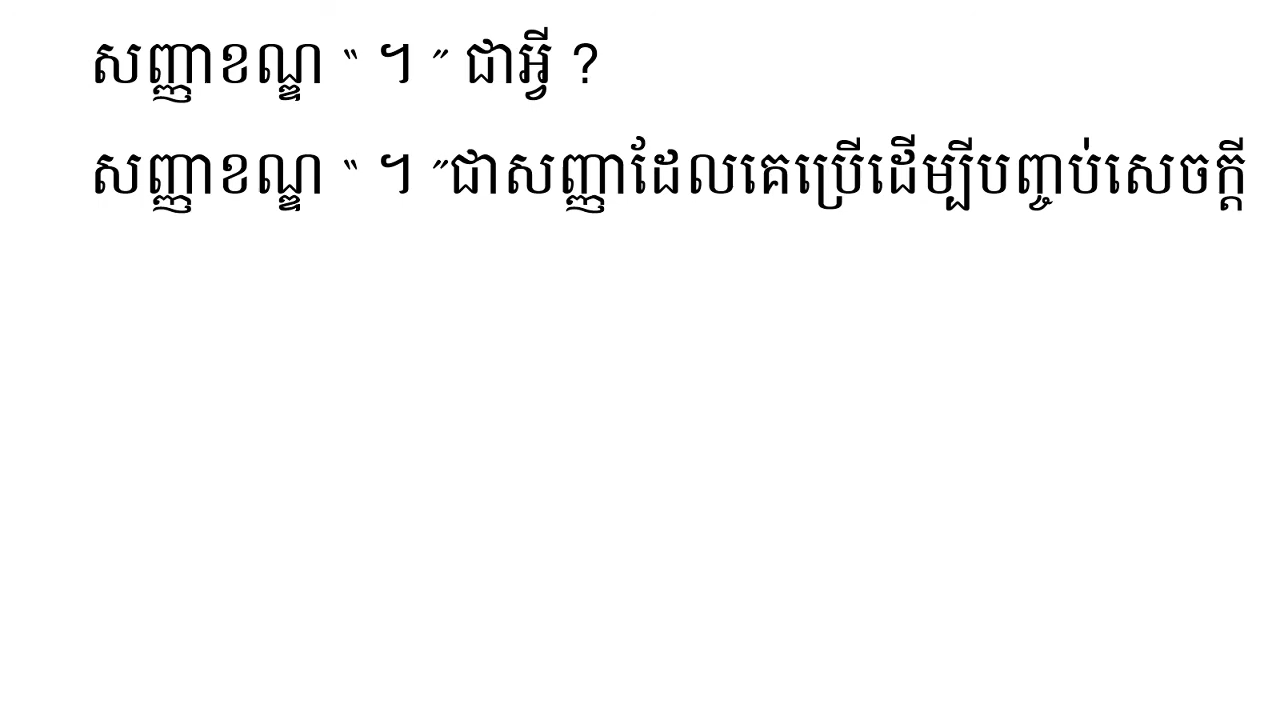 សញ្ញាខណ្ឌ “ ។ ” ជាអ្វី ?
សញ្ញាខណ្ឌ “ ។ ”ជាសញ្ញាដែលគេប្រើដើម្បីបញ្ចប់សេចក្តី